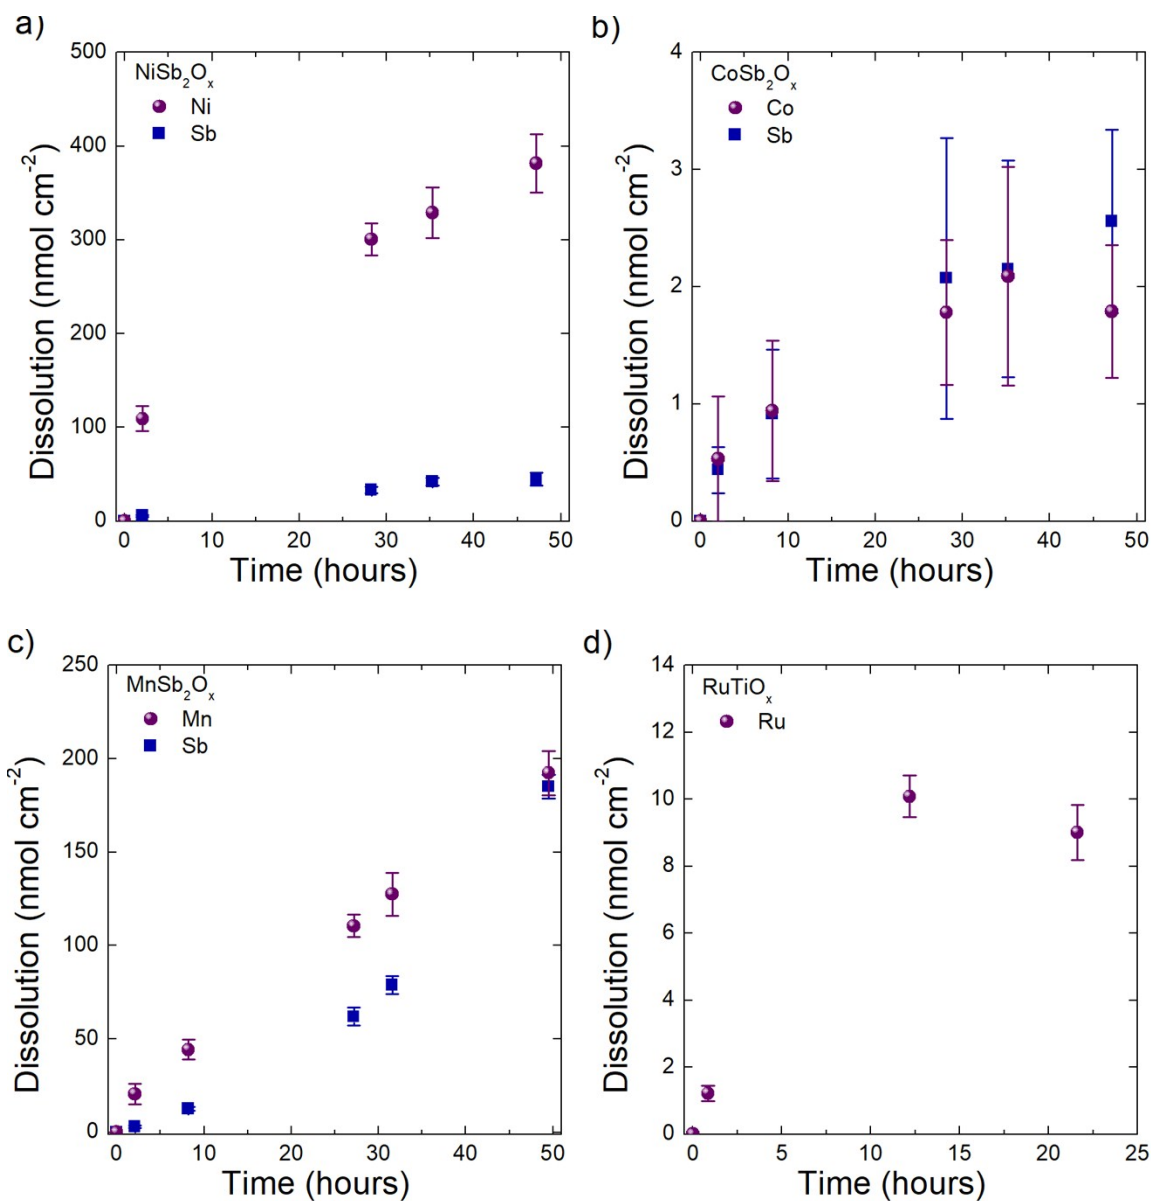 a)
NiSb₂Oₓ
Ni
Sb
500
400
300
200
100
0
Dissolution (nmol cm⁻²)
0 10 20 30 40 50
Time (hours)
b)
CoSb₂Oₓ
Co
Sb
4
3
2
1
0
Dissolution (nmol cm⁻²)
0 10 20 30 40 50
Time (hours)
c)
MnSb₂Oₓ
Mn
Sb
250
200
150
100
50
0
Dissolution (nmol cm⁻²)
0 10 20 30 40 50
Time (hours)
d)
RuTiOₓ
Ru
14
12
10
8
6
4
2
0
Dissolution (nmol cm⁻²)
0 5 10 15 20 25
Time (hours)